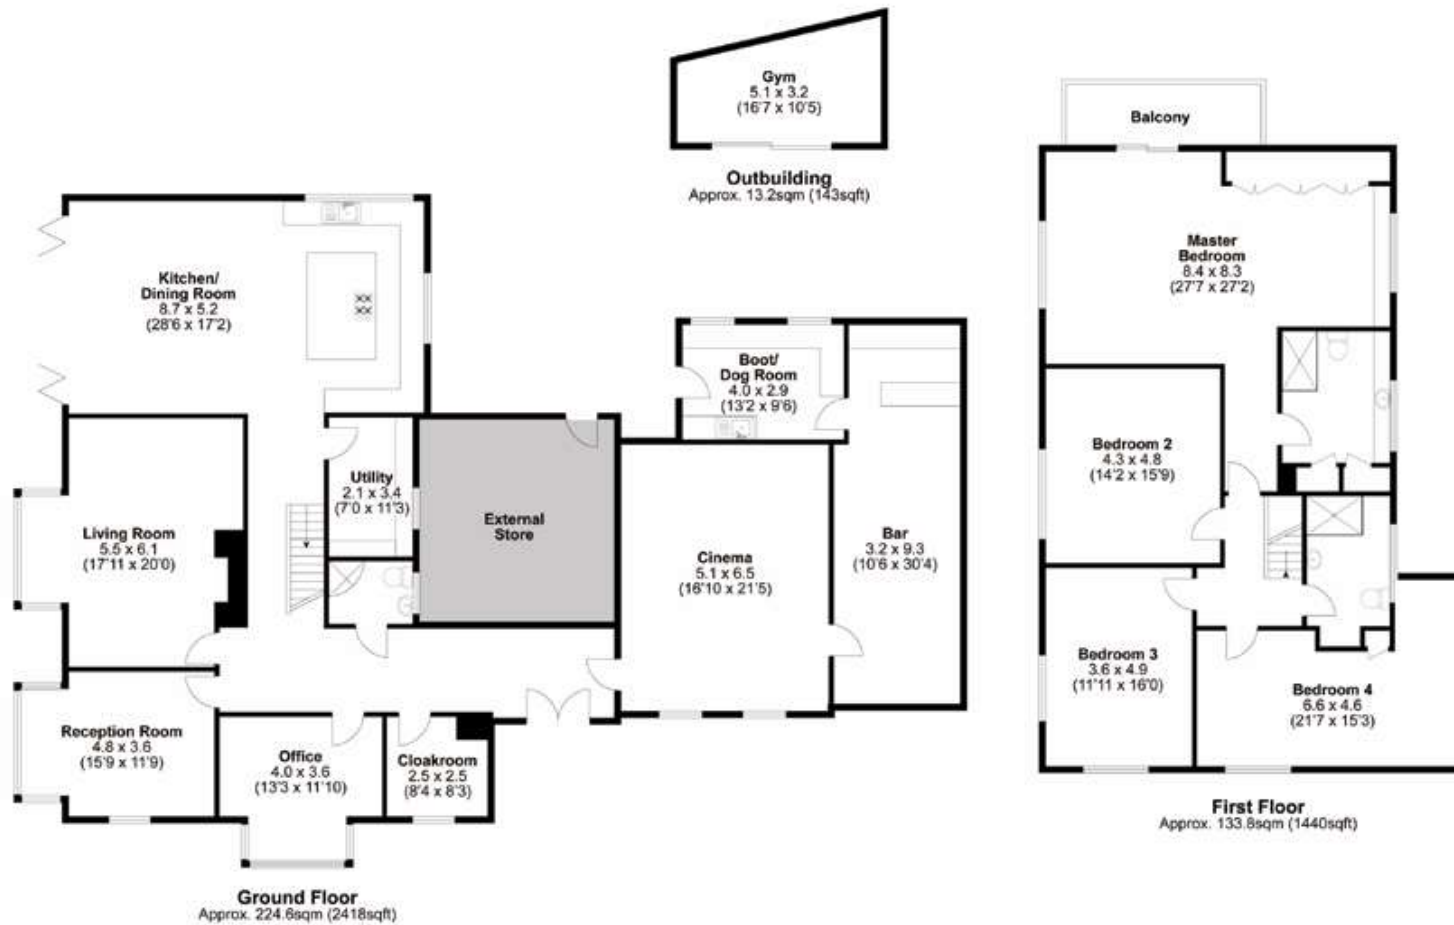 Gym
5.1 x 3.2
(16'7 x 10'5)
Outbuilding
Approx. 13.2sqm (143sqft)
Kitchen/
Dining Room
8.7 x 5.2
(28'6 x 17'2)
Boot/
Dog Room
4.0 x 2.9
(13'2 x 9'6)
Utility
2.1 x 3.4
(7'0 x 11'3)
External
Store
Living Room
5.5 x 6.1
(17'11 x 20'0)
Cinema
5.1 x 6.5
(16'10 x 21'5)
Bar
3.2 x 9.3
(10'6 x 30'4)
Reception Room
4.8 x 3.6
(15'9 x 11'9)
Office
4.0 x 3.6
(13'3 x 11'10)
Cloakroom
2.5 x 2.5
(8'4 x 8'3)
Ground Floor
Approx. 224.6sqm (2418sqft)
Balcony
Master
Bedroom
8.4 x 8.3
(27'7 x 27'2)
Bedroom 2
4.3 x 4.8
(14'2 x 15'9)
Bedroom 3
3.6 x 4.9
(11'11 x 16'0)
Bedroom 4
6.6 x 4.6
(21'7 x 15'3)
First Floor
Approx. 133.8sqm (1440sqft)